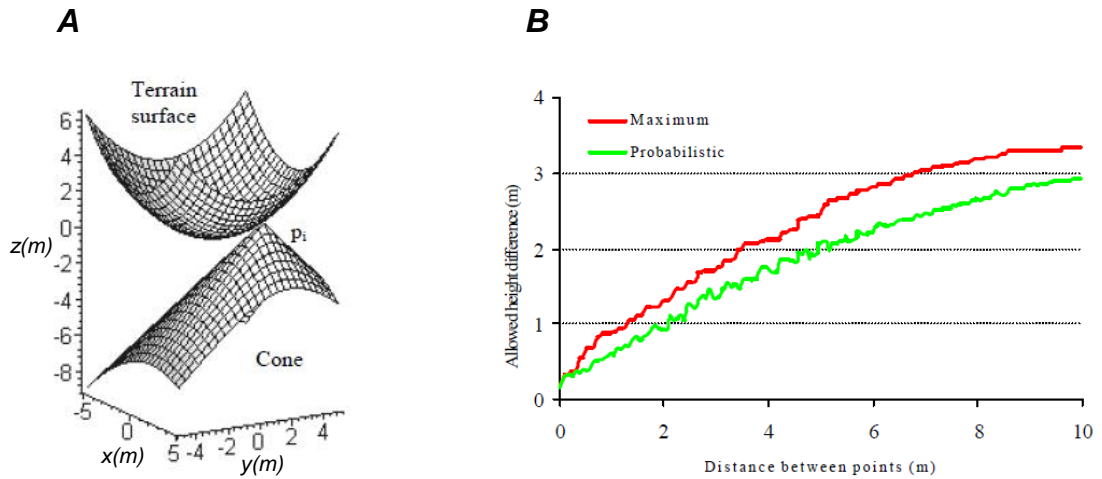 A
Terrain
surface
6
4
2
0
-2
-4
-6
-8
z(m)
pi
Cone
-5
0
5
x(m)
-4 -2 0 2 4
y(m)
B
4
3
2
1
0
Allowed height difference (m)
Maximum
Probabilistic
0 2 4 6 8 10
Distance between points (m)